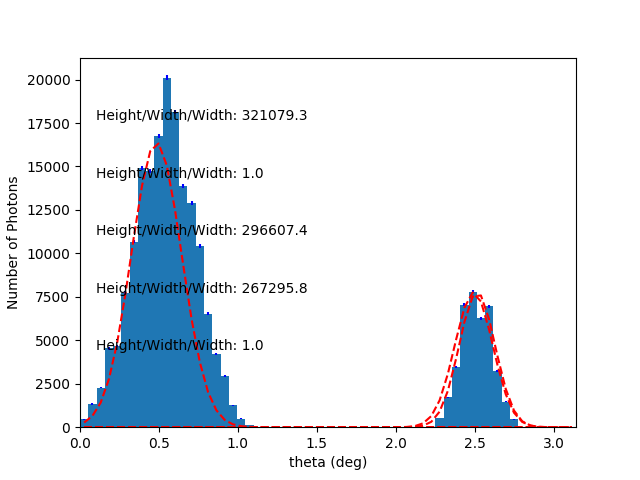 20000
17500
15000
12500
10000
7500
5000
2500
0
Number of Photons
Height/Width/Width: 321079.3
Height/Width/Width: 1.0
Height/Width/Width: 296607.4
Height/Width/Width: 267295.8
Height/Width/Width: 1.0
0.0 0.5 1.0 1.5 2.0 2.5 3.0
theta (deg)